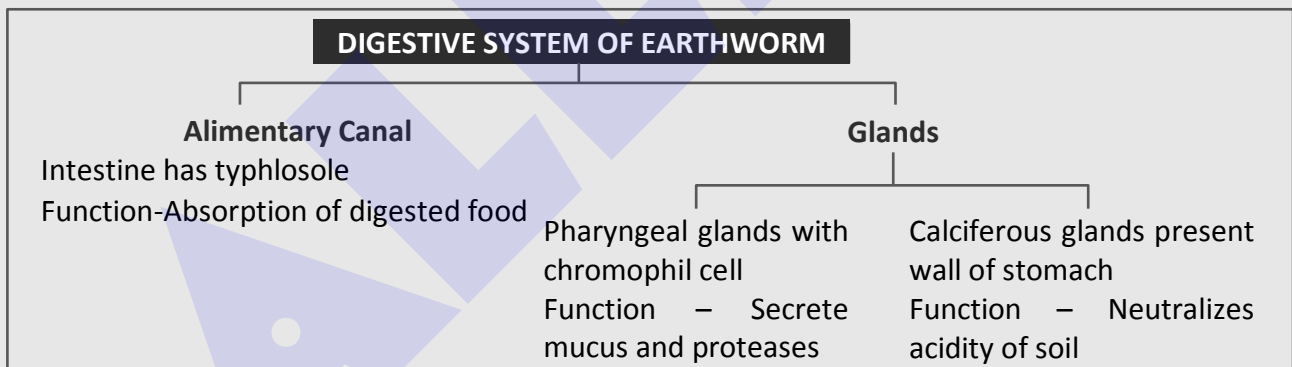 DIGESTIVE SYSTEM OF EARTHWORM
Alimentary Canal
Intestine has typhlosole
Function-Absorption of digested food
Glands
Pharyngeal glands with
chromophil cell
Function – Secrete
mucus and proteases
Calciferous glands present
wall of stomach
Function – Neutralizes
acidity of soil